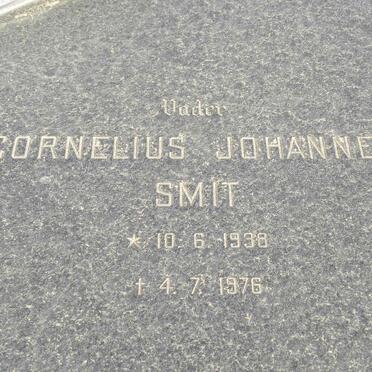 Vader
CORNELIUS JOHANNE
SMIT
* 10. 6. 1938
† 4. 7. 1976